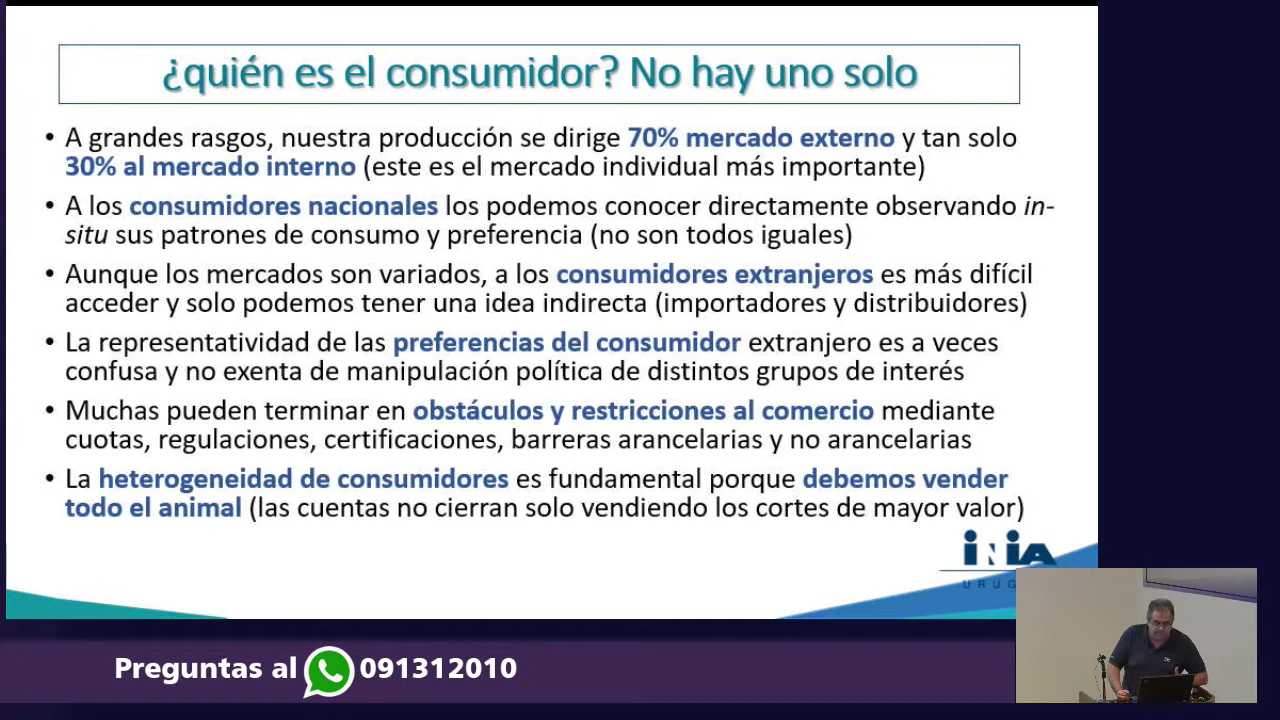 ¿quién es el consumidor? No hay uno solo
• A grandes rasgos, nuestra producción se dirige 70% mercado externo y tan solo
30% al mercado interno (este es el mercado individual más importante)
• A los consumidores nacionales los podemos conocer directamente observando in-
situ sus patrones de consumo y preferencia (no son todos iguales)
• Aunque los mercados son variados, a los consumidores extranjeros es más difícil
acceder y solo podemos tener una idea indirecta (importadores y distribuidores)
• La representatividad de las preferencias del consumidor extranjero es a veces
confusa y no exenta de manipulación política de distintos grupos de interés
• Muchas pueden terminar en obstáculos y restricciones al comercio mediante
cuotas, regulaciones, certificaciones, barreras arancelarias y no arancelarias
• La heterogeneidad de consumidores es fundamental porque debemos vender
todo el animal (las cuentas no cierran solo vendiendo los cortes de mayor valor)
iNiA
URUG
Preguntas al 091312010